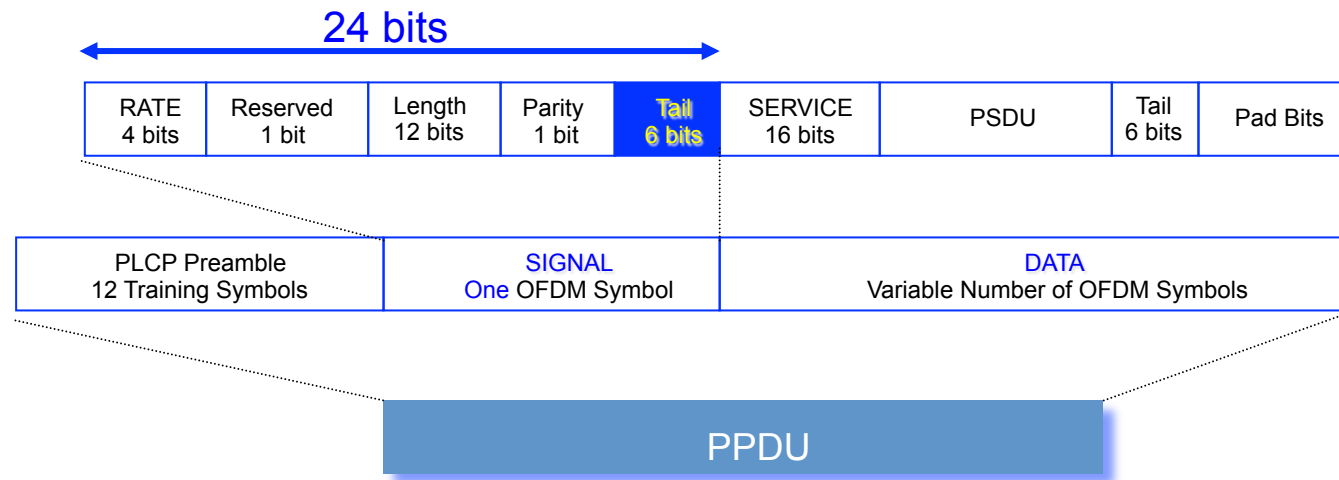 24 bits
RATE
4 bits
Reserved
1 bit
Length
12 bits
Parity
1 bit
Tail
6 bits
SERVICE
16 bits
PSDU
Tail
6 bits
Pad Bits
PLCP Preamble
12 Training Symbols
SIGNAL
One OFDM Symbol
DATA
Variable Number of OFDM Symbols
PPDU